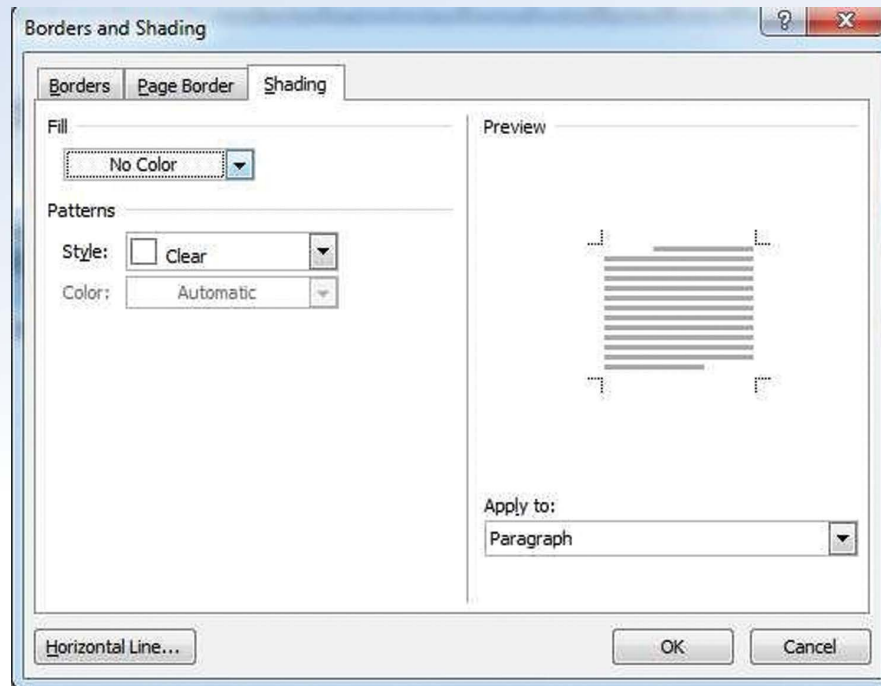 Borders and Shading
?
Borders Page Border Shading
Fill
No Color
Patterns
Style: Clear
Color: Automatic
Preview
Apply to:
Paragraph
Horizontal Line...
OK Cancel